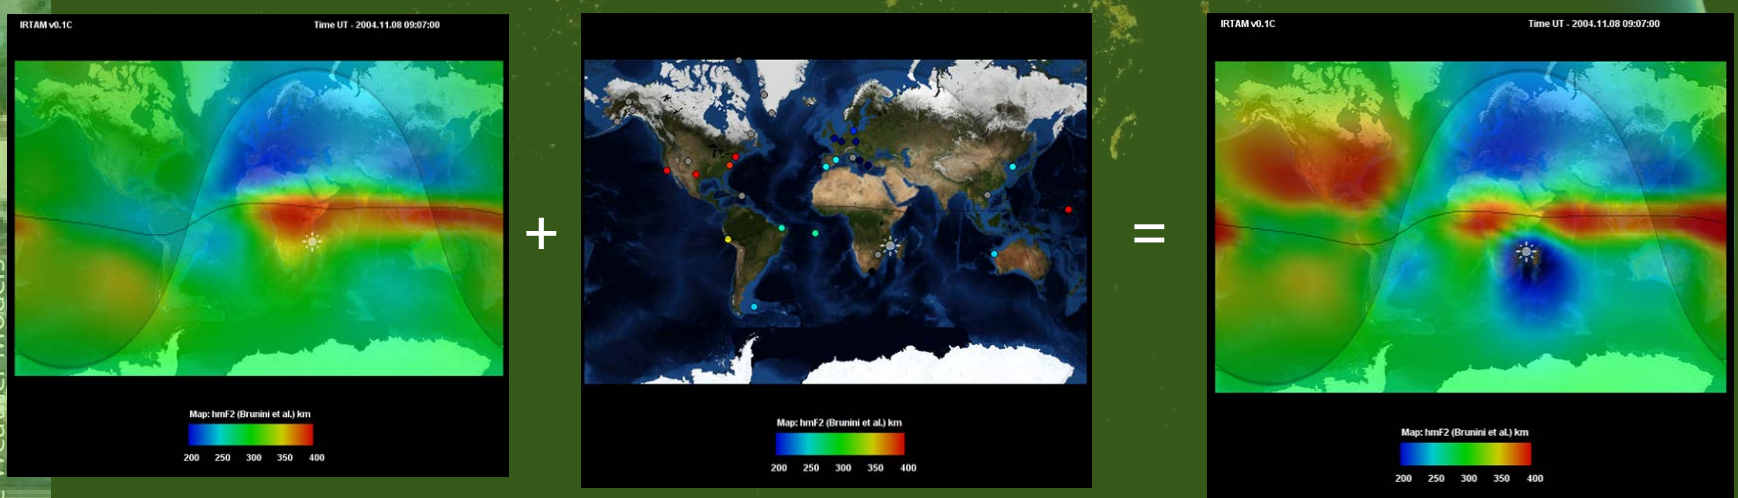 IRTAM v0.1C Time UT - 2004.11.08 09:07:00
Map: hmF2 (Brunini et al.) km
200 250 300 350 400
+
Map: hmF2 (Brunini et al.) km
200 250 300 350 400
=
IRTAM v0.1C Time UT - 2004.11.08 09:07:00
Map: hmF2 (Brunini et al.) km
200 250 300 350 400